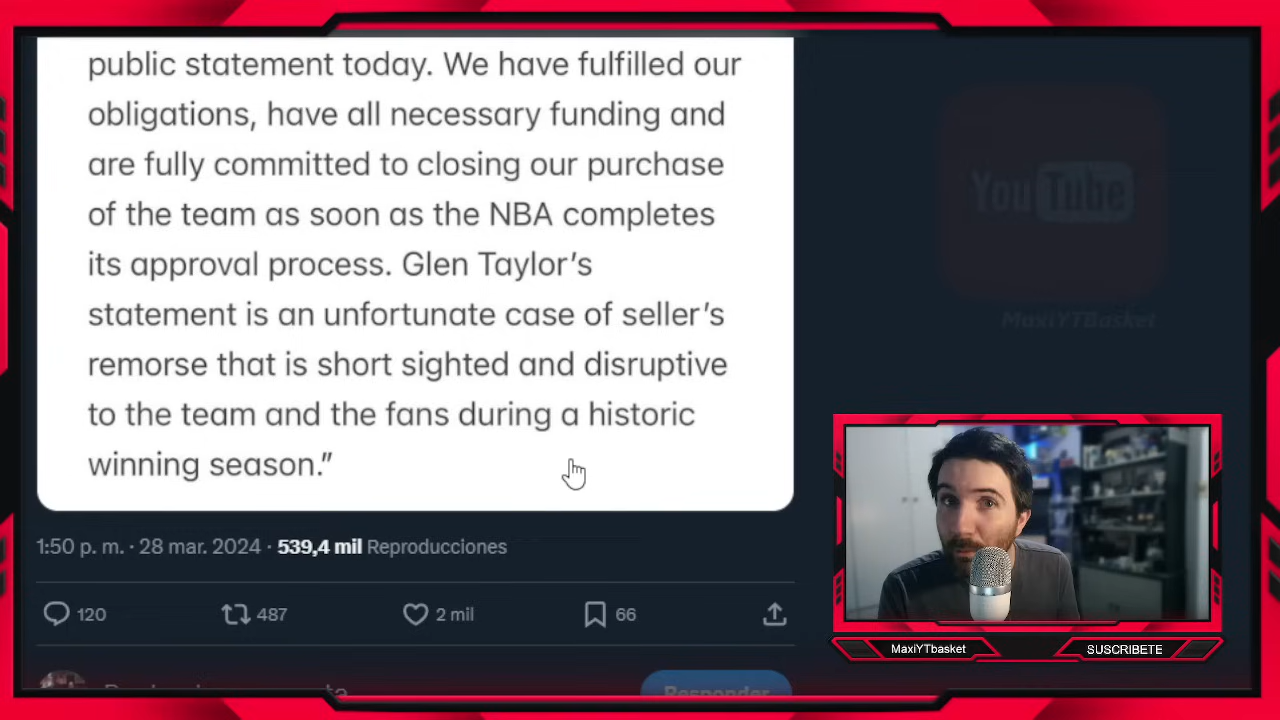 public statement today. We have fulfilled our
obligations, have all necessary funding and
are fully committed to closing our purchase
of the team as soon as the NBA completes
its approval process. Glen Taylor’s
statement is an unfortunate case of seller’s
remorse that is short sighted and disruptive
to the team and the fans during a historic
winning season.”
1:50 p. m. · 28 mar. 2024 · 539,4 mil Reproducciones
120 487 2 mil 66
Responder
YouTube
MaxiYTBasket
MaxiYTbasket
SUSCRIBETE